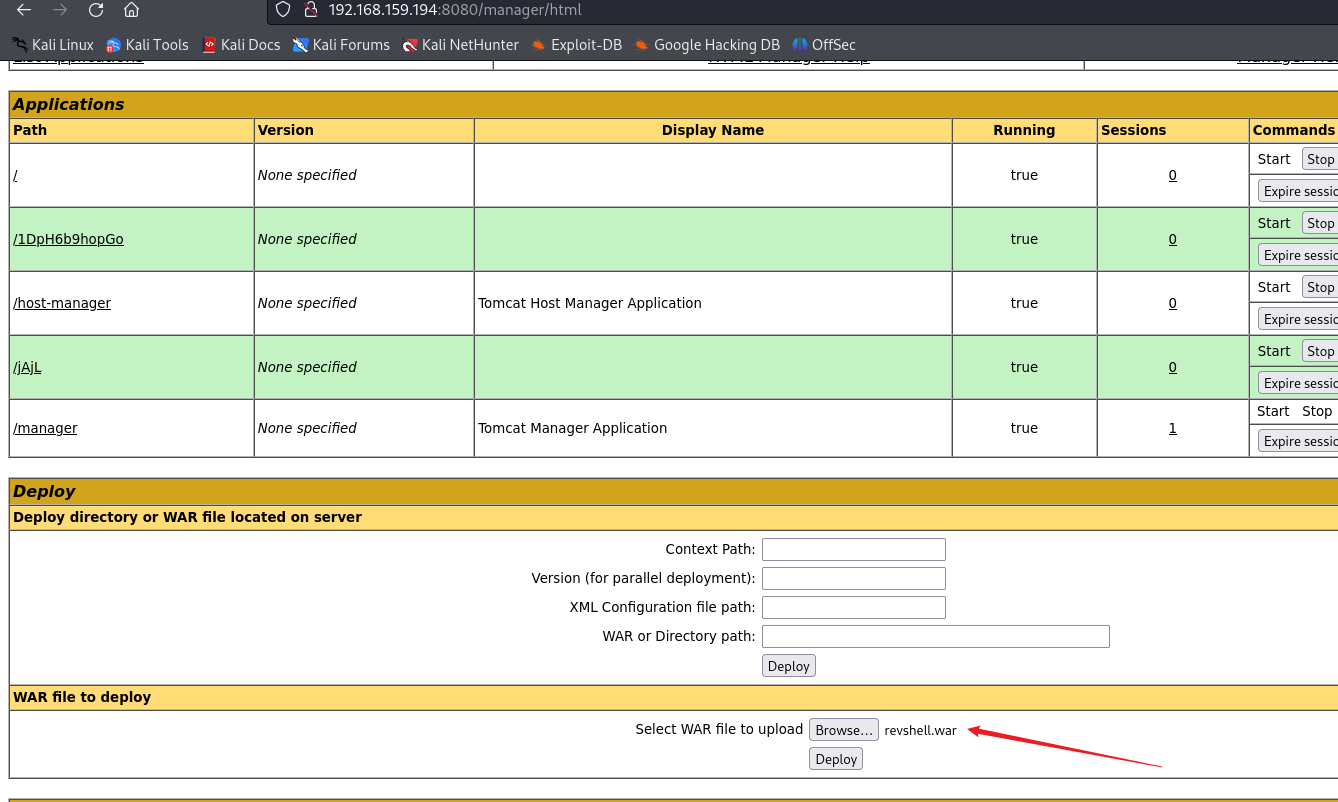 192.168.159.194:8080/manager/html
Kali Linux Kali Tools Kali Docs Kali Forums Kali NetHunter Exploit-DB Google Hacking DB OffSec
List Applications HTML Manager Help
Applications
Path Version Display Name Running Sessions Commands
/ None specified true 0 Start Stop
Expire sessio
/1DpH6b9hopGo None specified true 0 Start Stop
Expire sessio
/host-manager None specified Tomcat Host Manager Application true 0 Start Stop
Expire sessio
/jAjL None specified true 0 Start Stop
Expire sessio
/manager None specified Tomcat Manager Application true 1 Start Stop
Expire sessio
Deploy
Deploy directory or WAR file located on server
Context Path:
Version (for parallel deployment):
XML Configuration file path:
WAR or Directory path:
Deploy
WAR file to deploy
Select WAR file to upload Browse... revshell.war
Deploy